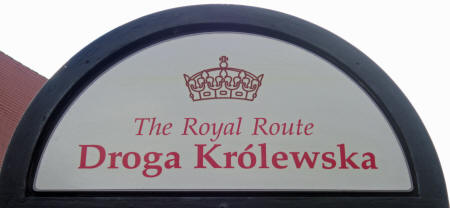 The Royal Route
Droga Królewska